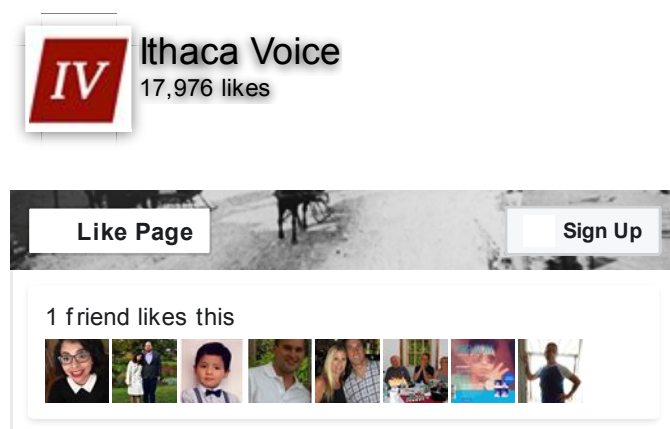 IV
Ithaca Voice
17,976 likes
Like Page
Sign Up
1 friend likes this